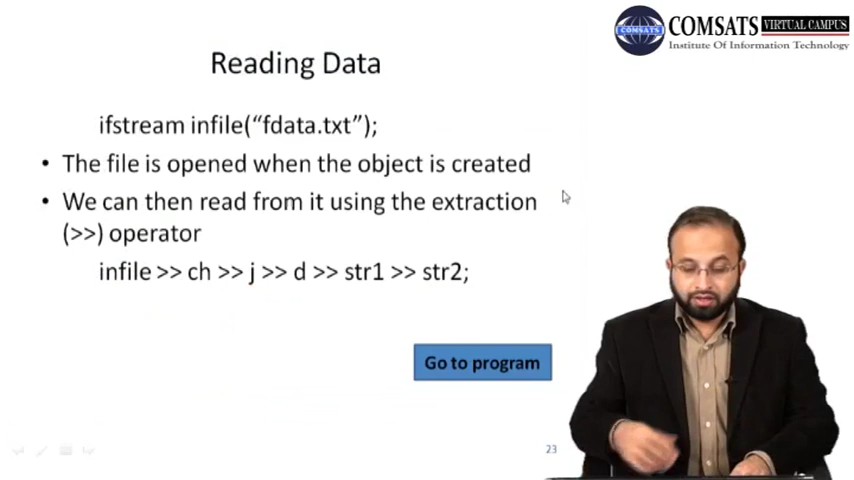 COMSATS VIRTUAL CAMPUS
COMSATS
Institute Of Information Technology
Reading Data
ifstream infile(“fdata.txt”);
• The file is opened when the object is created
• We can then read from it using the extraction
(>>) operator
infile >> ch >> j >> d >> str1 >> str2;
Go to program
23